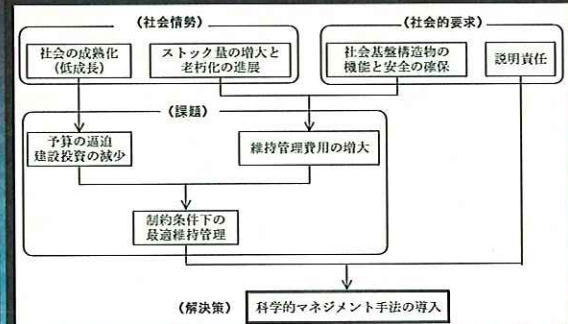 (社会情勢)
(社会的要求)
社会の成熟化
(低成長)
ストック量の増大と
老朽化の進展
社会基盤構造物の
機能と安全の確保
説明責任
(課題)
予算の逼迫
建設投資の減少
維持管理費用の増大
制約条件下の
最適維持管理
(解決策)
科学的マネジメント手法の導入